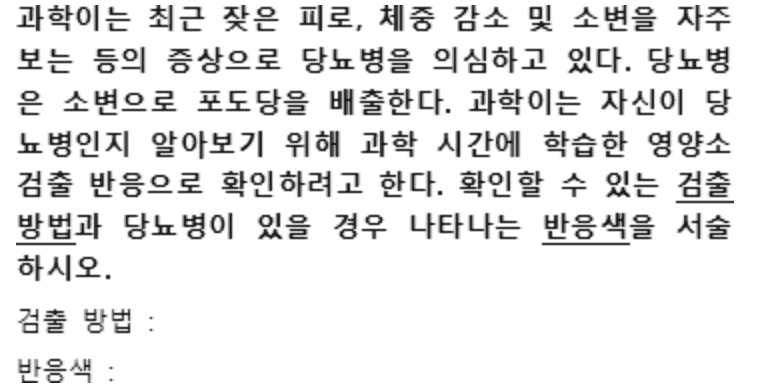 과학이는 최근 잦은 피로, 체중 감소 및 소변을 자주
보는 등의 증상으로 당뇨병을 의심하고 있다. 당뇨병
은 소변으로 포도당을 배출한다. 과학이는 자신이 당
뇨병인지 알아보기 위해 과학 시간에 학습한 영양소
검출 반응으로 확인하려고 한다. 확인할 수 있는 검출
방법과 당뇨병이 있을 경우 나타나는 반응색을 서술
하시오.
검출 방법 :
반응색 :